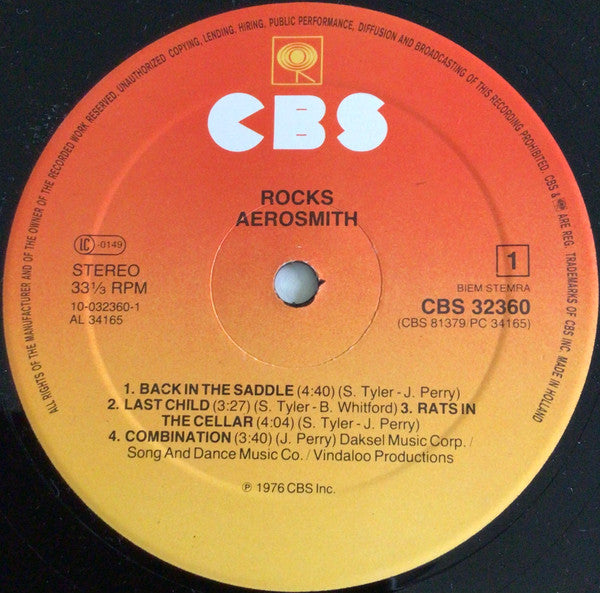 ALL RIGHTS OF THE MANUFACTURER AND OF THE OWNER OF THE RECORDED WORK RESERVED. UNAUTHORIZED COPYING, LENDING, HIRING, PUBLIC PERFORMANCE, DIFFUSION AND BROADCASTING OF THIS RECORDING PROHIBITED. CBS & ARE REG. TRADEMARKS OF CBS INC. MADE IN HOLLAND
CBS
ROCKS
AEROSMITH
LC -0149
STEREO
33⅓ RPM
10-032360-1
AL 34165
1
BIEM STEMRA
CBS 32360
(CBS 81379/PC 34165)
1. BACK IN THE SADDLE (4:40) (S. Tyler - J. Perry)
2. LAST CHILD (3:27) (S. Tyler - B. Whitford) 3. RATS IN
THE CELLAR (4:04) (S. Tyler - J. Perry)
4. COMBINATION (3:40) (J. Perry) Daksel Music Corp. /
Song And Dance Music Co. / Vindaloo Productions
℗ 1976 CBS Inc.